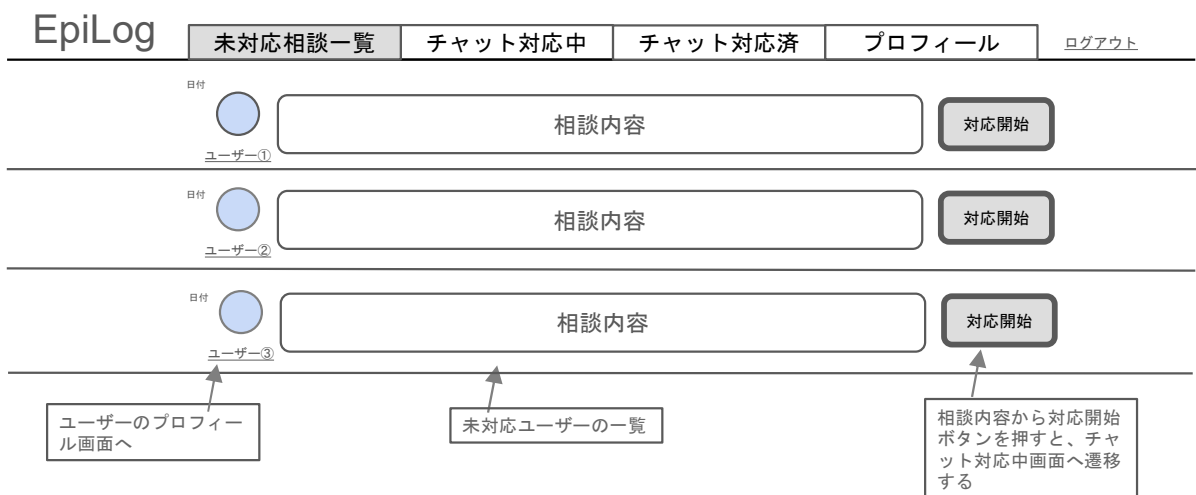 EpiLog
未対応相談一覧
チャット対応中
チャット対応済
プロフィール
ログアウト
日付
ユーザー①
相談内容
対応開始
日付
ユーザー②
相談内容
対応開始
日付
ユーザー③
相談内容
対応開始
ユーザーのプロフィー
ル画面へ
未対応ユーザーの一覧
相談内容から対応開始
ボタンを押すと、チャ
ット対応中画面へ遷移
する